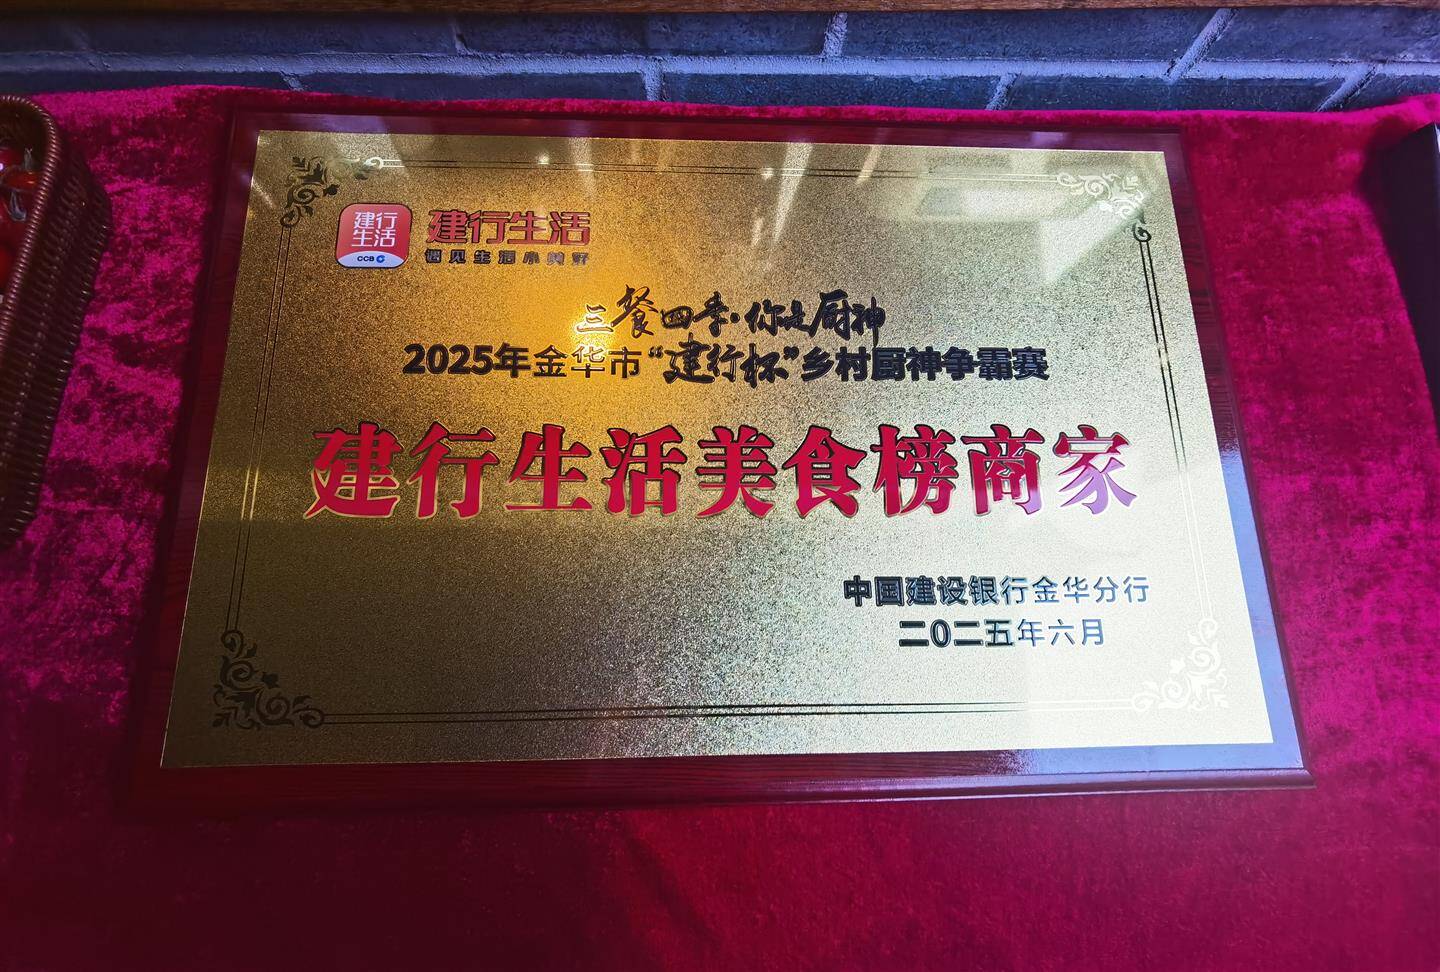 建行
生活
CCB
建行生活
遇见生活小美好
三餐四季·你是厨神
2025年金华市“建行杯”乡村厨神争霸赛
建行生活美食榜商家
中国建设银行金华分行
二〇二五年六月